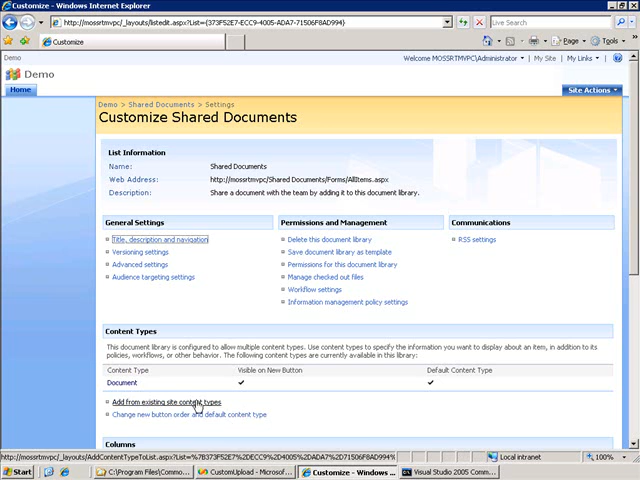 Customize - Windows Internet Explorer
http://mossrtmvpc/_layouts/listedit.aspx?List={373F52E7-ECC9-4005-ADA7-71506F8AD994}
Live Search
Customize
Page
Tools
Demo
Welcome MOSSRTMVPC\Administrator
My Site
My Links
Demo
Home
Site Actions
Demo > Shared Documents > Settings
Customize Shared Documents
List Information
Name: Shared Documents
Web Address: http://mossrtmvpc/Shared Documents/Forms/AllItems.aspx
Description: Share a document with the team by adding it to this document library.
General Settings
Title, description and navigation
Versioning settings
Advanced settings
Audience targeting settings
Permissions and Management
Delete this document library
Save document library as template
Permissions for this document library
Manage checked out files
Workflow settings
Information management policy settings
Communications
RSS settings
Content Types
This document library is configured to allow multiple content types. Use content types to specify the information you want to display about an item, in addition to its
policies, workflows, or other behavior. The following content types are currently available in this library:
Content Type Visible on New Button Default Content Type
Document
Add from existing site content types
Change new button order and default content type
Columns
http://mossrtmvpc/_layouts/AddContentTypeToList.aspx?List=%7B373F52E7%2DECC9%2D4005%2DADA7%2D71506F8AD994%
Local intranet
100%
Start
C:\Program Files\Commo...
CustomUpload - Microsof...
Customize - Windows ...
Visual Studio 2005 Comm...